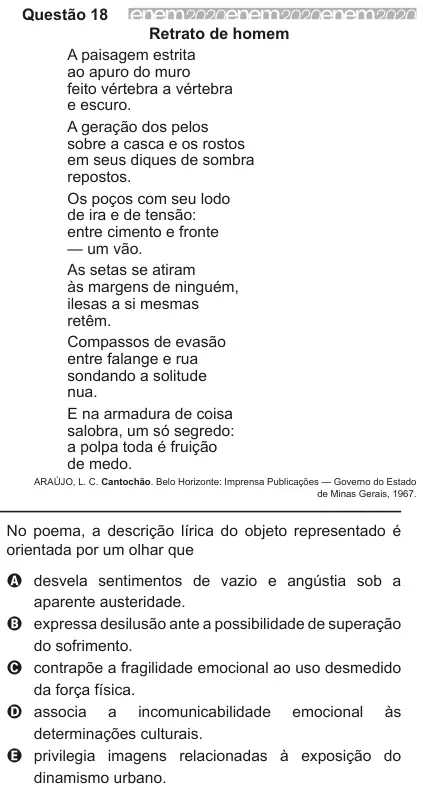 Questão 18 enem2020enem2020enem2020
Retrato de homem
A paisagem estrita
ao apuro do muro
feito vértebra a vértebra
e escuro.
A geração dos pelos
sobre a casca e os rostos
em seus diques de sombra
repostos.
Os poços com seu lodo
de ira e de tensão:
entre cimento e fronte
— um vão.
As setas se atiram
às margens de ninguém,
ilesas a si mesmas
retêm.
Compassos de evasão
entre falange e rua
sondando a solitude
nua.
E na armadura de coisa
salobra, um só segredo:
a polpa toda é fruição
de medo.
ARAÚJO, L. C. Cantochão. Belo Horizonte: Imprensa Publicações — Governo do Estado
de Minas Gerais, 1967.
No poema, a descrição lírica do objeto representado é
orientada por um olhar que
A desvela sentimentos de vazio e angústia sob a
aparente austeridade.
B expressa desilusão ante a possibilidade de superação
do sofrimento.
C contrapõe a fragilidade emocional ao uso desmedido
da força física.
D associa a incomunicabilidade emocional às
determinações culturais.
E privilegia imagens relacionadas à exposição do
dinamismo urbano.